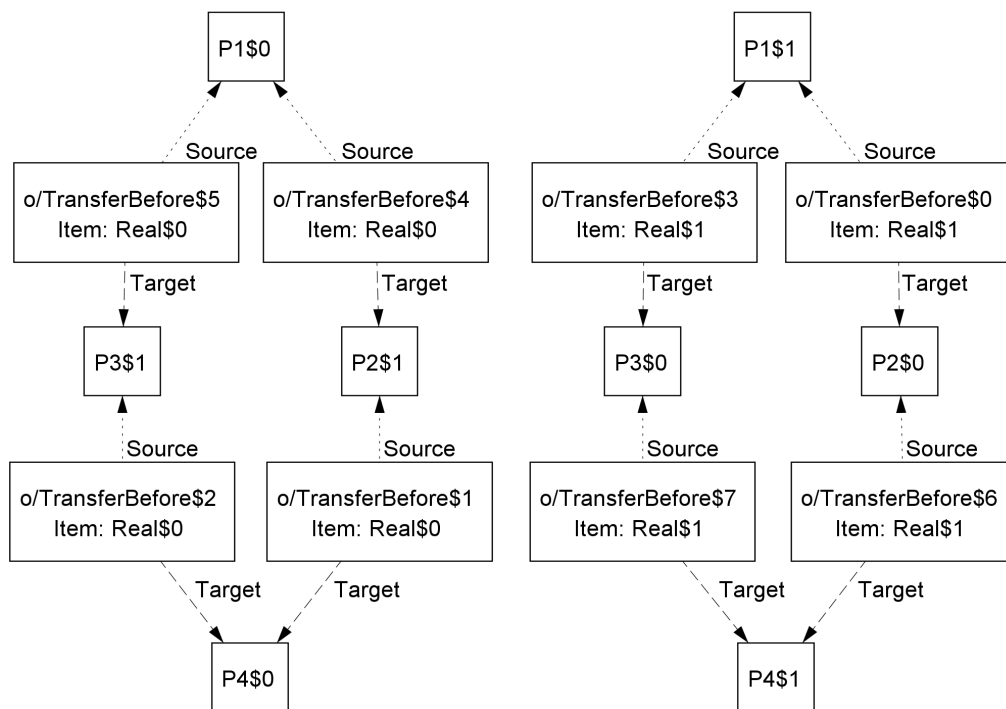 P1$0
P1$1
Source
Source
Source
Source
o/TransferBefore$5
Item: Real$0
o/TransferBefore$4
Item: Real$0
o/TransferBefore$3
Item: Real$1
o/TransferBefore$0
Item: Real$1
Target
Target
Target
Target
P3$1
P2$1
P3$0
P2$0
Source
Source
Source
Source
o/TransferBefore$2
Item: Real$0
o/TransferBefore$1
Item: Real$0
o/TransferBefore$7
Item: Real$1
o/TransferBefore$6
Item: Real$1
Target
Target
Target
Target
P4$0
P4$1